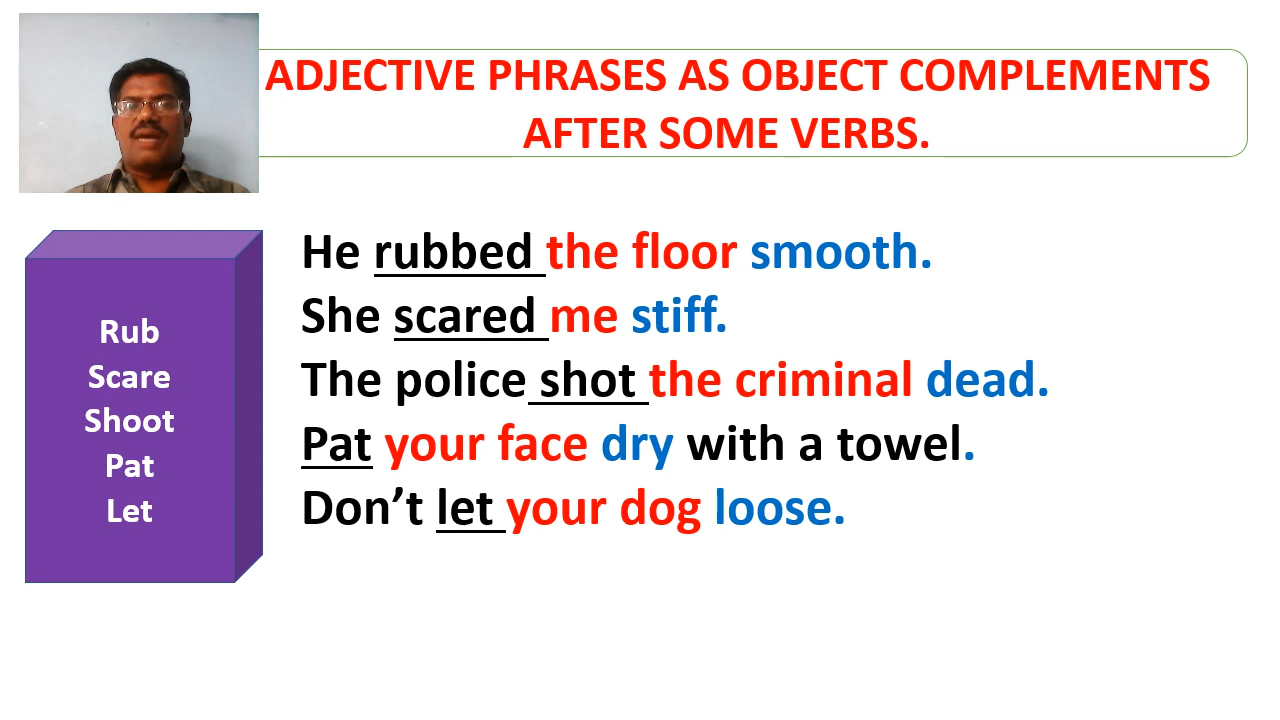 ADJECTIVE PHRASES AS OBJECT COMPLEMENTS
AFTER SOME VERBS.
Rub
Scare
Shoot
Pat
Let
He rubbed the floor smooth.
She scared me stiff.
The police shot the criminal dead.
Pat your face dry with a towel.
Don’t let your dog loose.